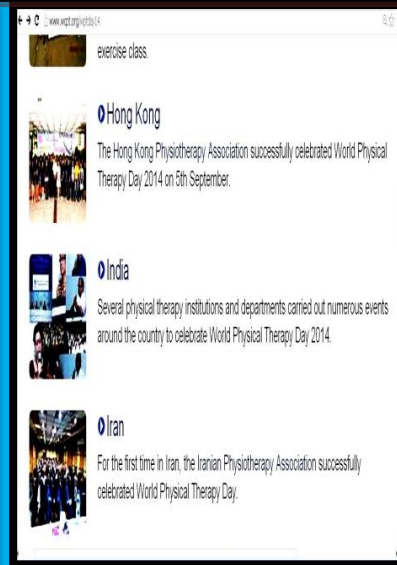 www.wcpt.org/wptday14
exercise class.
Hong Kong
The Hong Kong Physiotherapy Association successfully celebrated World Physical
Therapy Day 2014 on 5th September.
India
Several physical therapy institutions and departments carried out numerous events
around the country to celebrate World Physical Therapy Day 2014.
Iran
For the first time in Iran, the Iranian Physiotherapy Association successfully
celebrated World Physical Therapy Day.